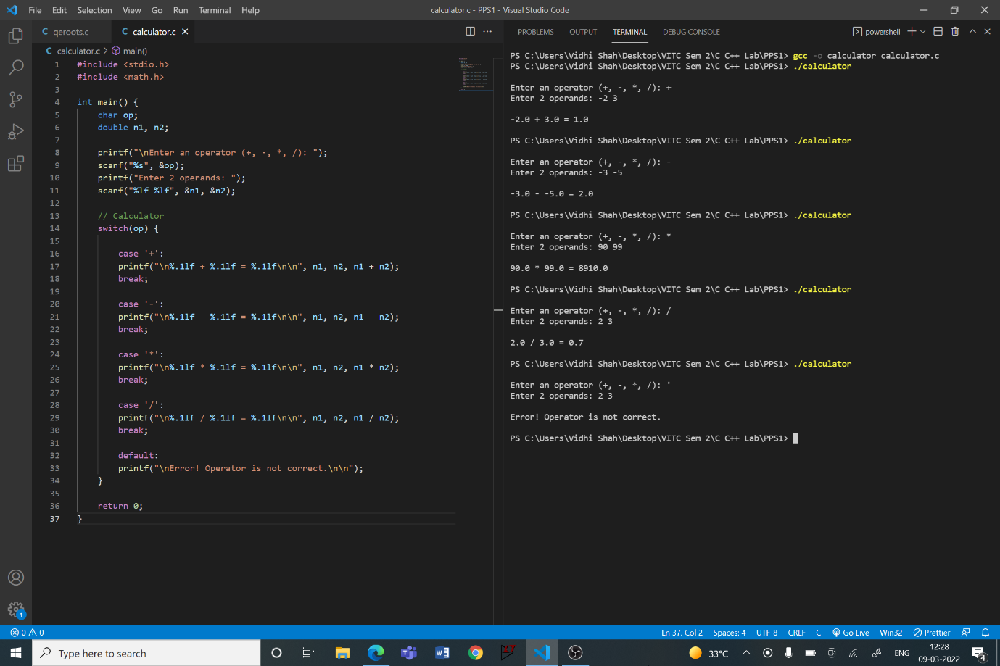 File Edit Selection View Go Run Terminal Help
calculator.c - PPS1 - Visual Studio Code
C qeroots.c
C calculator.c
C calculator.c > main()
1 #include <stdio.h>
2 #include <math.h>
3
4 int main() {
5 char op;
6 double n1, n2;
7
8 printf("\nEnter an operator (+, -, *, /): ");
9 scanf("%s", &op);
10 printf("Enter 2 operands: ");
11 scanf("%lf %lf", &n1, &n2);
12
13 // Calculator
14 switch(op) {
15
16 case '+':
17 printf("\n%.1lf + %.1lf = %.1lf\n\n", n1, n2, n1 + n2);
18 break;
19
20 case '-':
21 printf("\n%.1lf - %.1lf = %.1lf\n\n", n1, n2, n1 - n2);
22 break;
23
24 case '*':
25 printf("\n%.1lf * %.1lf = %.1lf\n\n", n1, n2, n1 * n2);
26 break;
27
28 case '/':
29 printf("\n%.1lf / %.1lf = %.1lf\n\n", n1, n2, n1 / n2);
30 break;
31
32 default:
33 printf("\nError! Operator is not correct.\n\n");
34 }
35
36 return 0;
37 }
PROBLEMS OUTPUT TERMINAL DEBUG CONSOLE
powershell
PS C:\Users\Vidhi Shah\Desktop\VITC Sem 2\C C++ Lab\PPS1> gcc -o calculator calculator.c
PS C:\Users\Vidhi Shah\Desktop\VITC Sem 2\C C++ Lab\PPS1> ./calculator
Enter an operator (+, -, *, /): +
Enter 2 operands: -2 3
-2.0 + 3.0 = 1.0
PS C:\Users\Vidhi Shah\Desktop\VITC Sem 2\C C++ Lab\PPS1> ./calculator
Enter an operator (+, -, *, /): -
Enter 2 operands: -3 -5
-3.0 - -5.0 = 2.0
PS C:\Users\Vidhi Shah\Desktop\VITC Sem 2\C C++ Lab\PPS1> ./calculator
Enter an operator (+, -, *, /): *
Enter 2 operands: 90 99
90.0 * 99.0 = 8910.0
PS C:\Users\Vidhi Shah\Desktop\VITC Sem 2\C C++ Lab\PPS1> ./calculator
Enter an operator (+, -, *, /): /
Enter 2 operands: 2 3
2.0 / 3.0 = 0.7
PS C:\Users\Vidhi Shah\Desktop\VITC Sem 2\C C++ Lab\PPS1> ./calculator
Enter an operator (+, -, *, /): '
Enter 2 operands: 2 3
Error! Operator is not correct.
PS C:\Users\Vidhi Shah\Desktop\VITC Sem 2\C C++ Lab\PPS1>
1
0 0
Ln 37, Col 2 Spaces: 4 UTF-8 CRLF C Go Live Win32 Prettier
Type here to search
33°C
ENG
12:28
09-03-2022
4